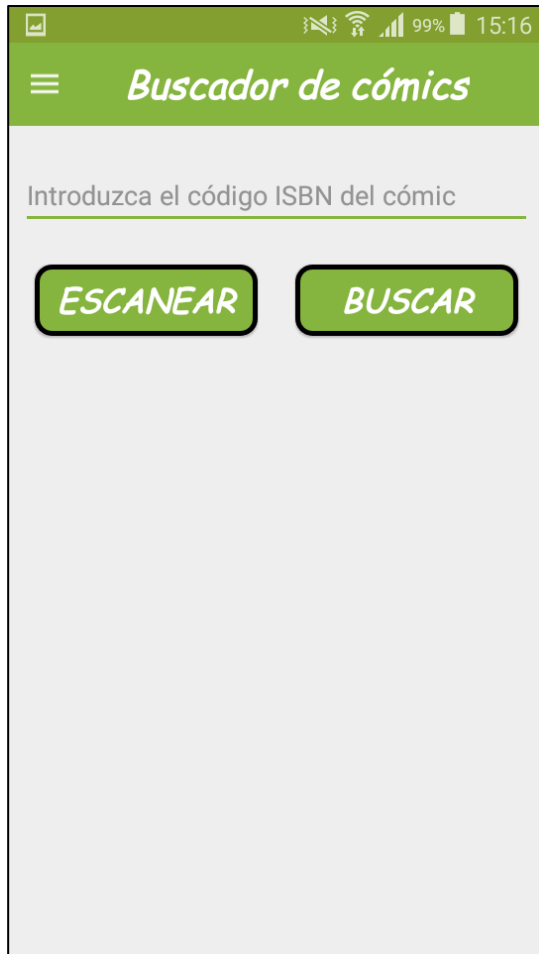 99% 15:16
Buscador de cómics
Introduzca el código ISBN del cómic
ESCANEAR BUSCAR